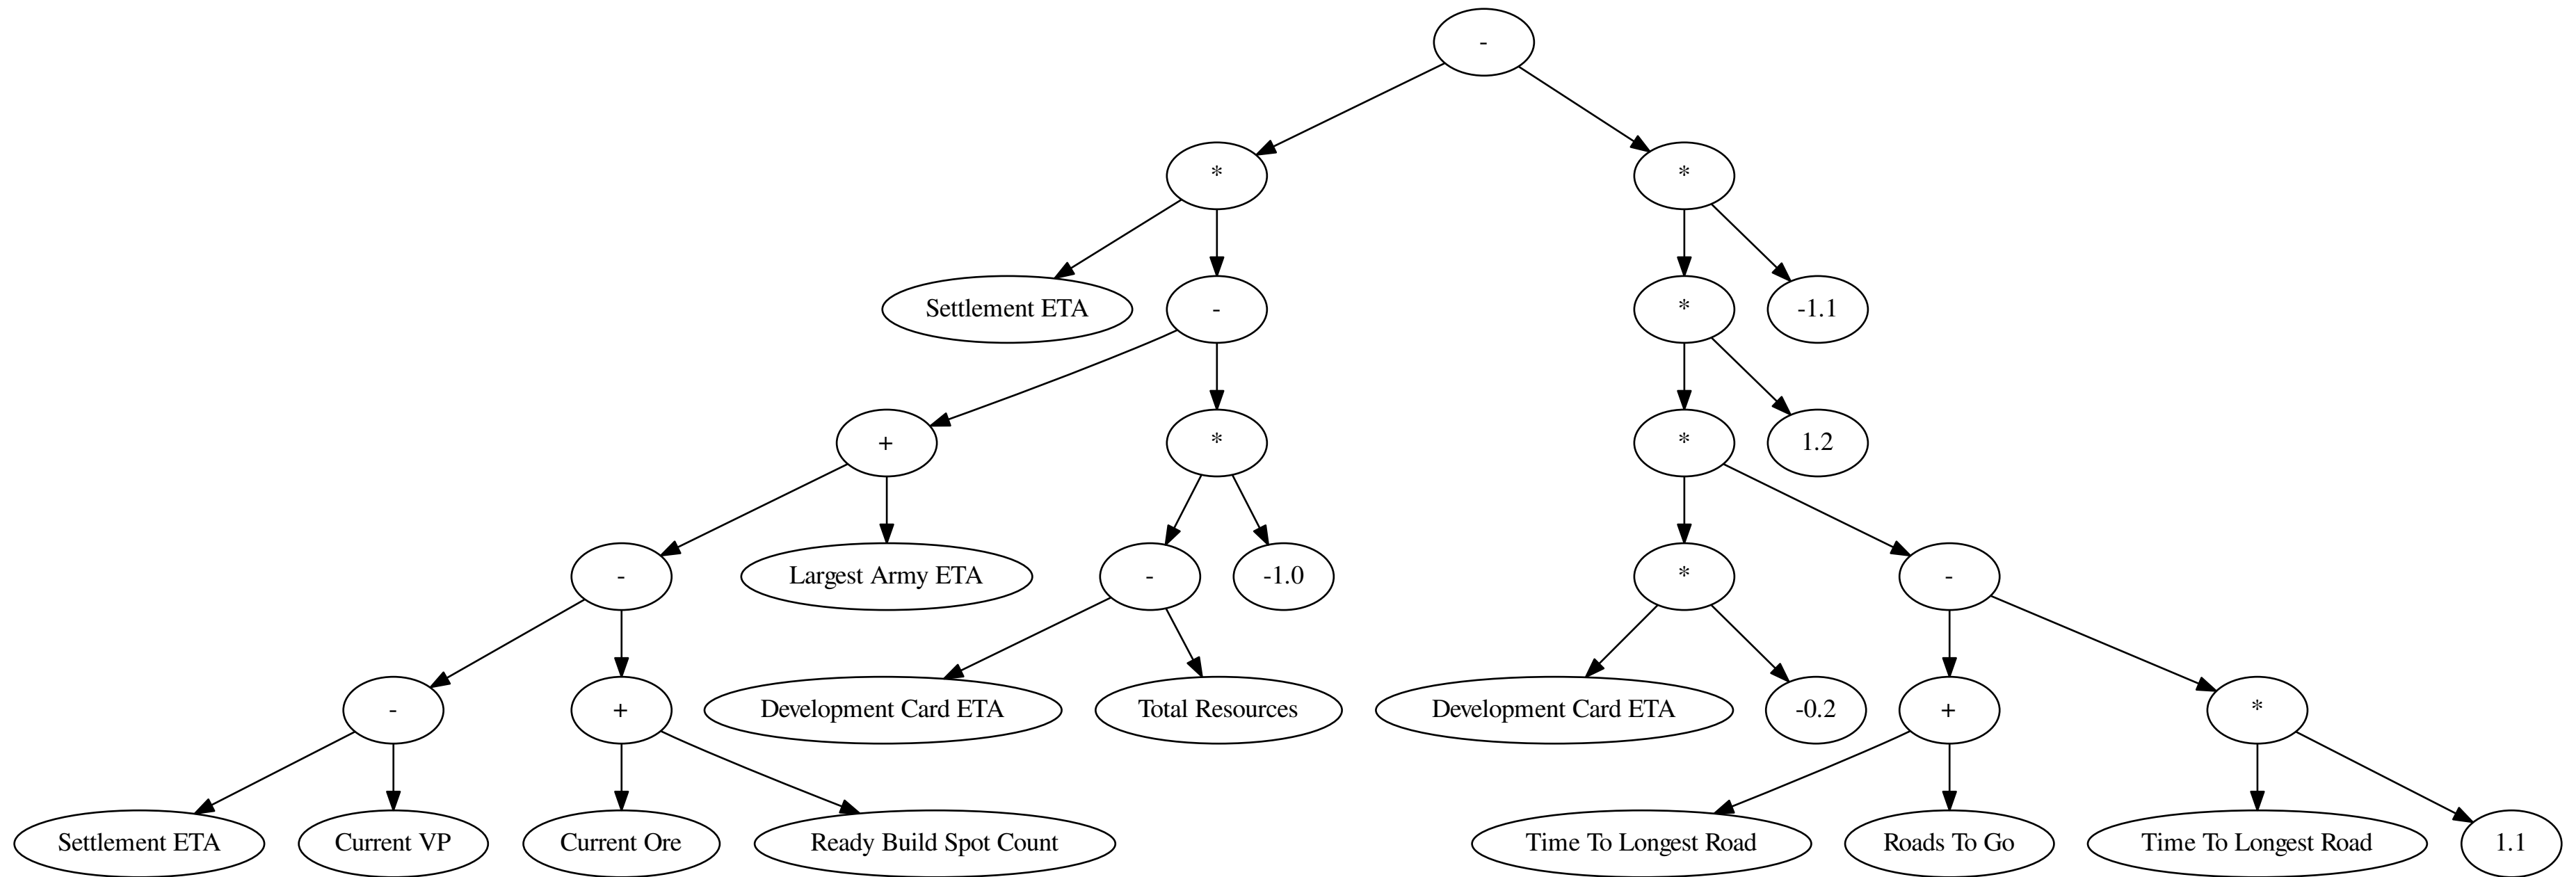 -
* *
Settlement ETA - * -1.1
+ * * 1.2
- Largest Army ETA - -1.0 * -
- + Development Card ETA Total Resources Development Card ETA -0.2 + *
Settlement ETA Current VP Current Ore Ready Build Spot Count Time To Longest Road Roads To Go Time To Longest Road 1.1